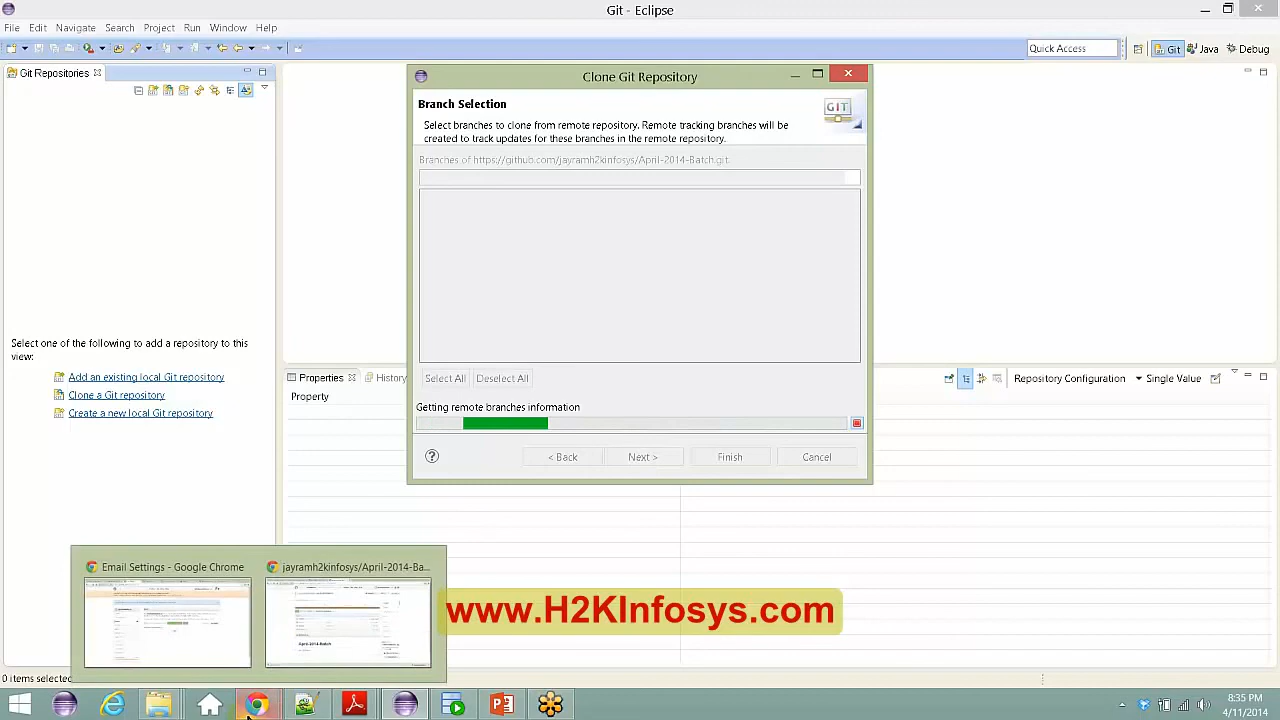 Git - Eclipse
File Edit Navigate Search Project Run Window Help
Quick Access
Git Java Debug
Git Repositories
Clone Git Repository
Branch Selection
Select branches to clone from remote repository. Remote tracking branches will be
created to track updates for these branches in the remote repository.
GIT
Branches of https://github.com/jayramh2kinfosys/April-2014-Batch.git
Select one of the following to add a repository to this
view:
Add an existing local Git repository
Clone a Git repository
Create a new local Git repository
Select All Deselect All
Getting remote branches information
< Back Next > Finish Cancel
Properties History
Repository Configuration Single Value
Property
Email Settings - Google Chrome
jayramh2kinfosys/April-2014-Ba...
April-2014-Batch
www.H2KInfosys.com
0 items selected
8:35 PM
4/11/2014